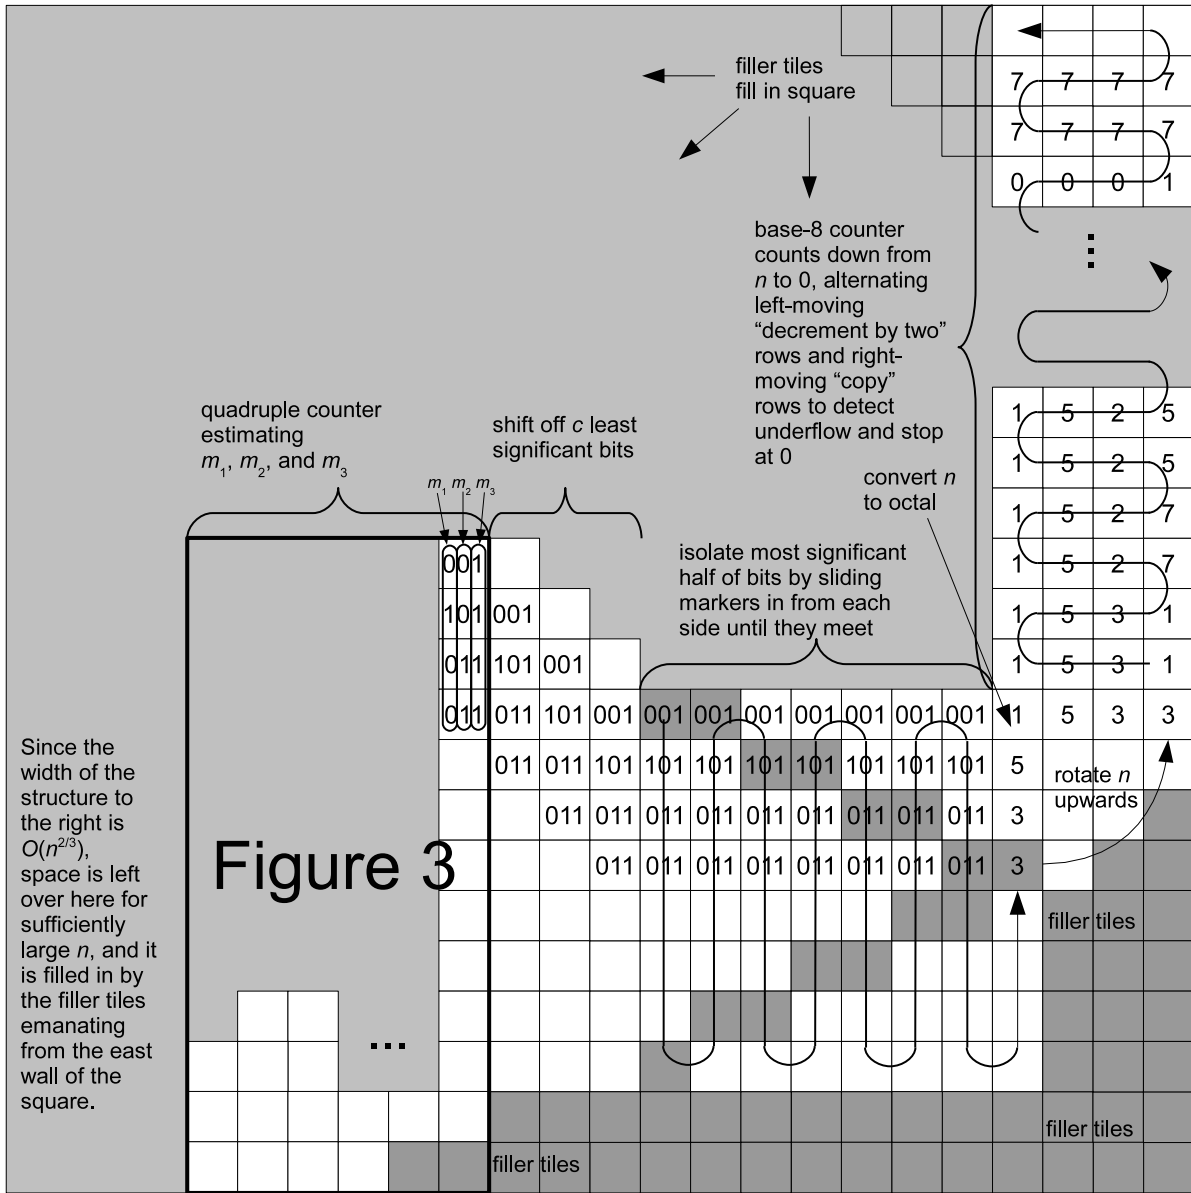 filler tiles
fill in square
7 7 7 7
7 7 7 7
0 0 0 1
base-8 counter
counts down from
n to 0, alternating
left-moving
“decrement by two”
rows and right-
moving “copy”
rows to detect
underflow and stop
at 0
⋮
quadruple counter
estimating
m₁, m₂, and m₃
shift off c least
significant bits
m₁ m₂ m₃
convert n
to octal
isolate most significant
half of bits by sliding
markers in from each
side until they meet
1 5 2 5
1 5 2 5
1 5 2 7
1 5 2 7
1 5 3 1
1 5 3 1
001
101 001
011 101 001
011 011 101 001 001 001 001 001 001 001 001 1 5 3 3
011 011 101 101 101 101 101 101 101 101 5
011 011 011 011 011 011 011 011 011 3
011 011 011 011 011 011 011 011 3
rotate n
upwards
Since the
width of the
structure to
the right is
O(n^2/3),
space is left
over here for
sufficiently
large n, and it
is filled in by
the filler tiles
emanating
from the east
wall of the
square.
Figure 3
...
filler tiles
filler tiles
filler tiles